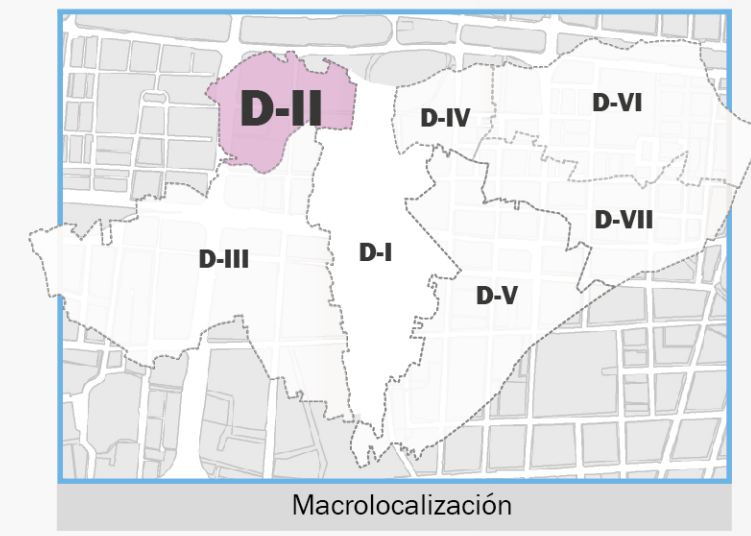 D-II
D-IV
D-VI
D-VII
D-III
D-I
D-V
Macrolocalización